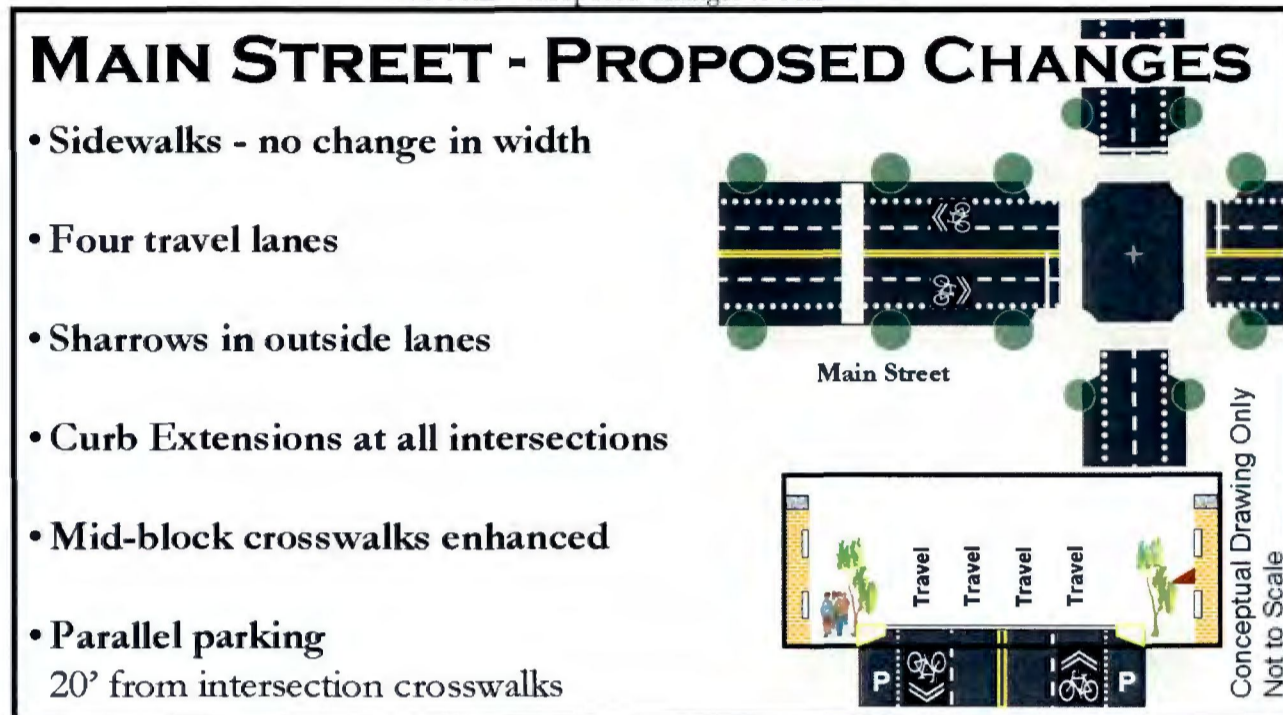 MAIN STREET - PROPOSED CHANGES
• Sidewalks - no change in width
• Four travel lanes
• Sharrows in outside lanes
• Curb Extensions at all intersections
• Mid-block crosswalks enhanced
• Parallel parking
20' from intersection crosswalks
Main Street
Travel
Travel
Travel
Travel
P
P
Conceptual Drawing Only
Not to Scale